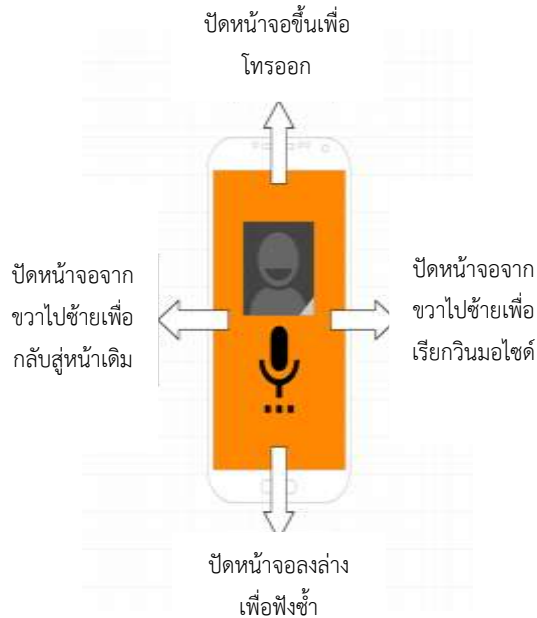 ปัดหน้าจอขึ้นเพื่อ
โทรออก
ปัดหน้าจอจาก
ขวาไปซ้ายเพื่อ
กลับสู่หน้าเดิม
ปัดหน้าจอจาก
ขวาไปซ้ายเพื่อ
เรียกวินมอไซด์
ปัดหน้าจอลงล่าง
เพื่อฟังซ้ำ